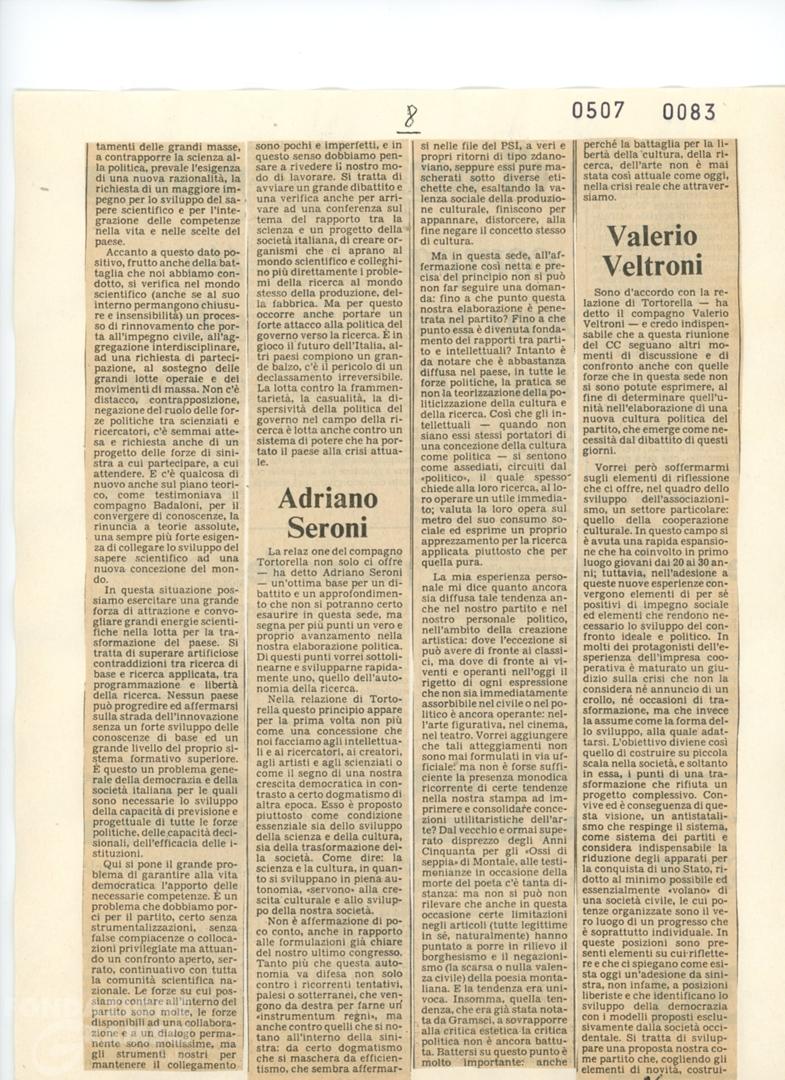 8
0507 0083
tamenti delle grandi masse,
a contrapporre la scienza al-
la politica, prevale l'esigenza
di una nuova razionalità, la
richiesta di un maggiore im-
pegno per lo sviluppo del sa-
pere scientifico e per l'inte-
grazione delle competenze
nella vita e nelle scelte del
paese.
Accanto a questo dato po-
sitivo, frutto anche della bat-
taglia che noi abbiamo con-
dotto, si verifica nel mondo
scientifico (anche se al suo
interno permangono chiusu-
re e insensibilità) un proces-
so di rinnovamento che por-
ta all'impegno civile, all'ag-
gregazione interdisciplinare,
ad una richiesta di parteci-
pazione, al sostegno delle
grandi lotte operaie e dei
movimenti di massa. Non c'è
distacco, contrapposizione,
negazione del ruolo delle for-
ze politiche tra scienziati e
ricercatori, c'è semmai atte-
sa e richiesta anche di un
progetto delle forze di sini-
stra a cui partecipare, a cui
attendere. E c'è qualcosa di
nuovo anche sul piano teori-
co, come testimoniava il
compagno Badaloni, per il
convergere di conoscenze, la
rinuncia a teorie assolute,
una sempre più forte esigen-
za di collegare lo sviluppo del
sapere scientifico ad una
nuova concezione del mon-
do.
In questa situazione pos-
siamo esercitare una grande
forza di attrazione e convo-
gliare grandi energie scienti-
fiche nella lotta per la tra-
sformazione del paese. Si
tratta di superare artificiose
contraddizioni tra ricerca di
base e ricerca applicata, tra
programmazione e libertà
della ricerca. Nessun paese
può progredire ed affermarsi
sulla strada dell'innovazione
senza un forte sviluppo delle
conoscenze di base ed un
grande livello del proprio si-
stema formativo superiore.
È questo un problema gene-
rale della democrazia e della
società italiana per le quali
sono necessarie lo sviluppo
della capacità di previsione e
progettuale di tutte le forze
politiche, delle capacità deci-
sionali, dell'efficacia delle i-
stituzioni.
Qui si pone il grande pro-
blema di garantire alla vita
democratica l'apporto delle
necessarie competenze. È un
problema che dobbiamo por-
ci per il partito, certo senza
strumentalizzazioni, senza
false compiacenze o colloca-
zioni privilegiate ma attuan-
do un confronto aperto, ser-
rato, continuativo con tutta
la comunità scientifica na-
zionale. Le forze su cui pos-
siamo contare all'interno del
partito sono molte, le forze
disponibili ad una collabora-
zione e a un dialogo perma-
nente sono moltissime, ma
gli strumenti nostri per
mantenere il collegamento
sono pochi e imperfetti, e in
questo senso dobbiamo pen-
sare a rivedere il nostro mo-
do di lavorare. Si tratta di
avviare un grande dibattito e
una verifica anche per arri-
vare ad una conferenza sul
tema del rapporto tra la
scienza e un progetto della
società italiana, di creare or-
ganismi che ci aprano al
mondo scientifico e colleghi-
no più direttamente i proble-
mi della ricerca al mondo
stesso della produzione, del-
la fabbrica. Ma per questo
occorre anche portare un
forte attacco alla politica del
governo verso la ricerca. È in
gioco il futuro dell'Italia, al-
tri paesi compiono un gran-
de balzo, c'è il pericolo di un
declassamento irreversibile.
La lotta contro la frammen-
tarietà, la casualità, la di-
spersività della politica del
governo nel campo della ri-
cerca è lotta anche contro un
sistema di potere che ha por-
tato il paese alla crisi attua-
le.
Adriano
Seroni
La relaz one del compagno
Tortorella non solo ci offre
— ha detto Adriano Seroni
— un'ottima base per un di-
battito e un approfondimen-
to che non si potranno certo
essaurire in questa sede, ma
segna per più punti un vero e
proprio avanzamento nella
nostra elaborazione politica.
Di questi punti vorrei sotto-
linearne e svilupparne rapida-
mente uno, quello dell'auto-
nomia della ricerca.
Nella relazione di Torto-
rella questo principio appare
per la prima volta non più
come una concessione che
noi facciamo agli intellettua-
li e ai ricercatori, ai creatori,
agli artisti e agli scienziati o
come il segno di una nostra
crescita democratica in con-
trasto a certo dogmatismo di
altra epoca. Esso è proposto
piuttosto come condizione
essenziale sia dello sviluppo
della scienza e della cultura,
sia della trasformazione del-
la società. Come dire: la
scienza e la cultura, in quan-
to si sviluppano in piena au-
tonomia, «servono» alla cre-
scita culturale e allo svilup-
po della nostra società.
Non è affermazione di po-
co conto, anche in rapporto
alle formulazioni già chiare
del nostro ultimo congresso.
Tanto più che questa auto-
nomia va difesa non solo
contro i ricorrenti tentativi,
palesi o sotterranei, che ven-
gono da destra per farne un
«instrumentum regni», ma
anche contro quelli che si no-
tano all'interno della sini-
stra: da certo dogmatismo
che si maschera da efficien-
tismo, che sembra affermar-
si nelle file del PSI, a veri e
propri ritorni di tipo zdano-
viano, seppure essi pure ma-
scherati sotto diverse eti-
chette che, esaltando la va-
lenza sociale della produzio-
ne culturale, finiscono per
appannare, distorcere, alla
fine negare il concetto stesso
di cultura.
Ma in questa sede, all'af-
fermazione così netta e pre-
cisa del principio non si può
non far seguire una doman-
da: fino a che punto questa
nostra elaborazione è pene-
trata nel partito? Fino a che
punto essa è divenuta fonda-
mento dei rapporti tra parti-
to e intellettuali? Intanto è
da notare che è abbastanza
diffusa nel paese, in tutte le
forze politiche, la pratica se
non la teorizzazione della po-
liticizzazione della cultura e
della ricerca. Così che gli in-
tellettuali — quando non
siano essi stessi portatori di
una concezione della cultura
come politica — si sentono
come assediati, circuiti dal
«politico», il quale spesso
chiede alla loro ricerca, al lo-
ro operare un utile immedia-
to; valuta la loro opera sul
metro del suo consumo so-
ciale ed esprime un proprio
apprezzamento per la ricerca
applicata piuttosto che per
quella pura.
La mia esperienza perso-
nale mi dice quanto ancora
sia diffusa tale tendenza an-
che nel nostro partito e nel
nostro personale politico,
nell'ambito della creazione
artistica: dove l'eccezione si
può avere di fronte ai classi-
ci, ma dove di fronte ai vi-
venti e operanti nell'oggi il
rigetto di ogni espressione
che non sia immediatamente
assorbibile nel civile o nel po-
litico è ancora operante: nel-
l'arte figurativa, nel cinema,
nel teatro. Vorrei aggiungere
che tali atteggiamenti non
sono mai formulati in via uf-
ficiale: ma non è forse suffi-
ciente la presenza monodica
ricorrente di certe tendenze
nella nostra stampa ad im-
primere e consolidare conce-
zioni utilitaristiche dell'ar-
te? Dal vecchio e ormai supe-
rato disprezzo degli Anni
Cinquanta per gli «Ossi di
seppia» di Montale, alle testi-
monianze in occasione della
morte del poeta c'è tanta di-
stanza: ma non si può non
rilevare che anche in questa
occasione certe limitazioni
negli articoli (tutte legittime
in sé, naturalmente) hanno
puntato a porre in rilievo il
borghesismo e il negazioni-
smo (la scarsa o nulla valen-
za civile) della poesia monta-
liana. E la tendenza era uni-
voca. Insomma, quella ten-
denza, che era già stata nota-
ta da Gramsci, a sovrapporre
alla critica estetica la critica
politica non è ancora battu-
ta. Battersi su questo punto è
molto importante: anche
perché la battaglia per la li-
bertà della cultura, della ri-
cerca, dell'arte non è mai
stata così attuale come oggi,
nella crisi reale che attraver-
siamo.
Valerio
Veltroni
Sono d'accordo con la re-
lazione di Tortorella — ha
detto il compagno Valerio
Veltroni — e credo indispen-
sabile che a questa riunione
del CC seguano altri mo-
menti di discussione e di
confronto anche con quelle
forze che in questa sede non
si sono potute esprimere, al
fine di determinare quell'u-
nità nell'elaborazione di una
nuova cultura politica del
partito, che emerge come ne-
cessità dal dibattito di questi
giorni.
Vorrei però soffermarmi
sugli elementi di riflessione
che ci offre, nel quadro dello
sviluppo dell'associazioni-
smo, un settore particolare:
quello della cooperazione
culturale. In questo campo si
è avuta una rapida espansio-
ne che ha coinvolto in primo
luogo giovani dai 20 ai 30 an-
ni; tuttavia, nell'adesione a
queste nuove esperienze con-
vergono elementi di per sé
positivi di impegno sociale
ed elementi che rendono ne-
cessario lo sviluppo del con-
fronto ideale e politico. In
molti dei protagonisti dell'e-
sperienza dell'impresa coo-
perativa è maturato un giu-
dizio sulla crisi che non la
considera né annuncio di un
crollo, né occasioni di tra-
sformazione, ma che invece
la assume come la forma del-
lo sviluppo, alla quale adat-
tarsi. L'obiettivo diviene così
quello di costruire su piccola
scala nella società, e soltanto
in essa, i punti di una tra-
sformazione che rifiuta un
progetto complessivo. Con-
vive ed è conseguenza di que-
sta visione, un antistatali-
smo che respinge il sistema,
come sistema dei partiti e
considera indispensabile la
riduzione degli apparati per
la conquista di uno Stato, ri-
dotto al minimo possibile ed
essenzialmente «volano» di
una società civile, le cui po-
tenze organizzate sono il ve-
ro luogo di un progresso che
è soprattutto individuale. In
queste posizioni sono pre-
senti elementi su cui riflette-
re e che ci spiegano come esi-
sta oggi un'adesione da sini-
stra, non infame, a posizioni
liberiste e che identificano lo
sviluppo della democrazia
con i modelli proposti esclu-
sivamente dalla società occi-
dentale. Si tratta di svilup-
pare una proposta nostra co-
me partito che, cogliendo gli
elementi di novità, costrui-